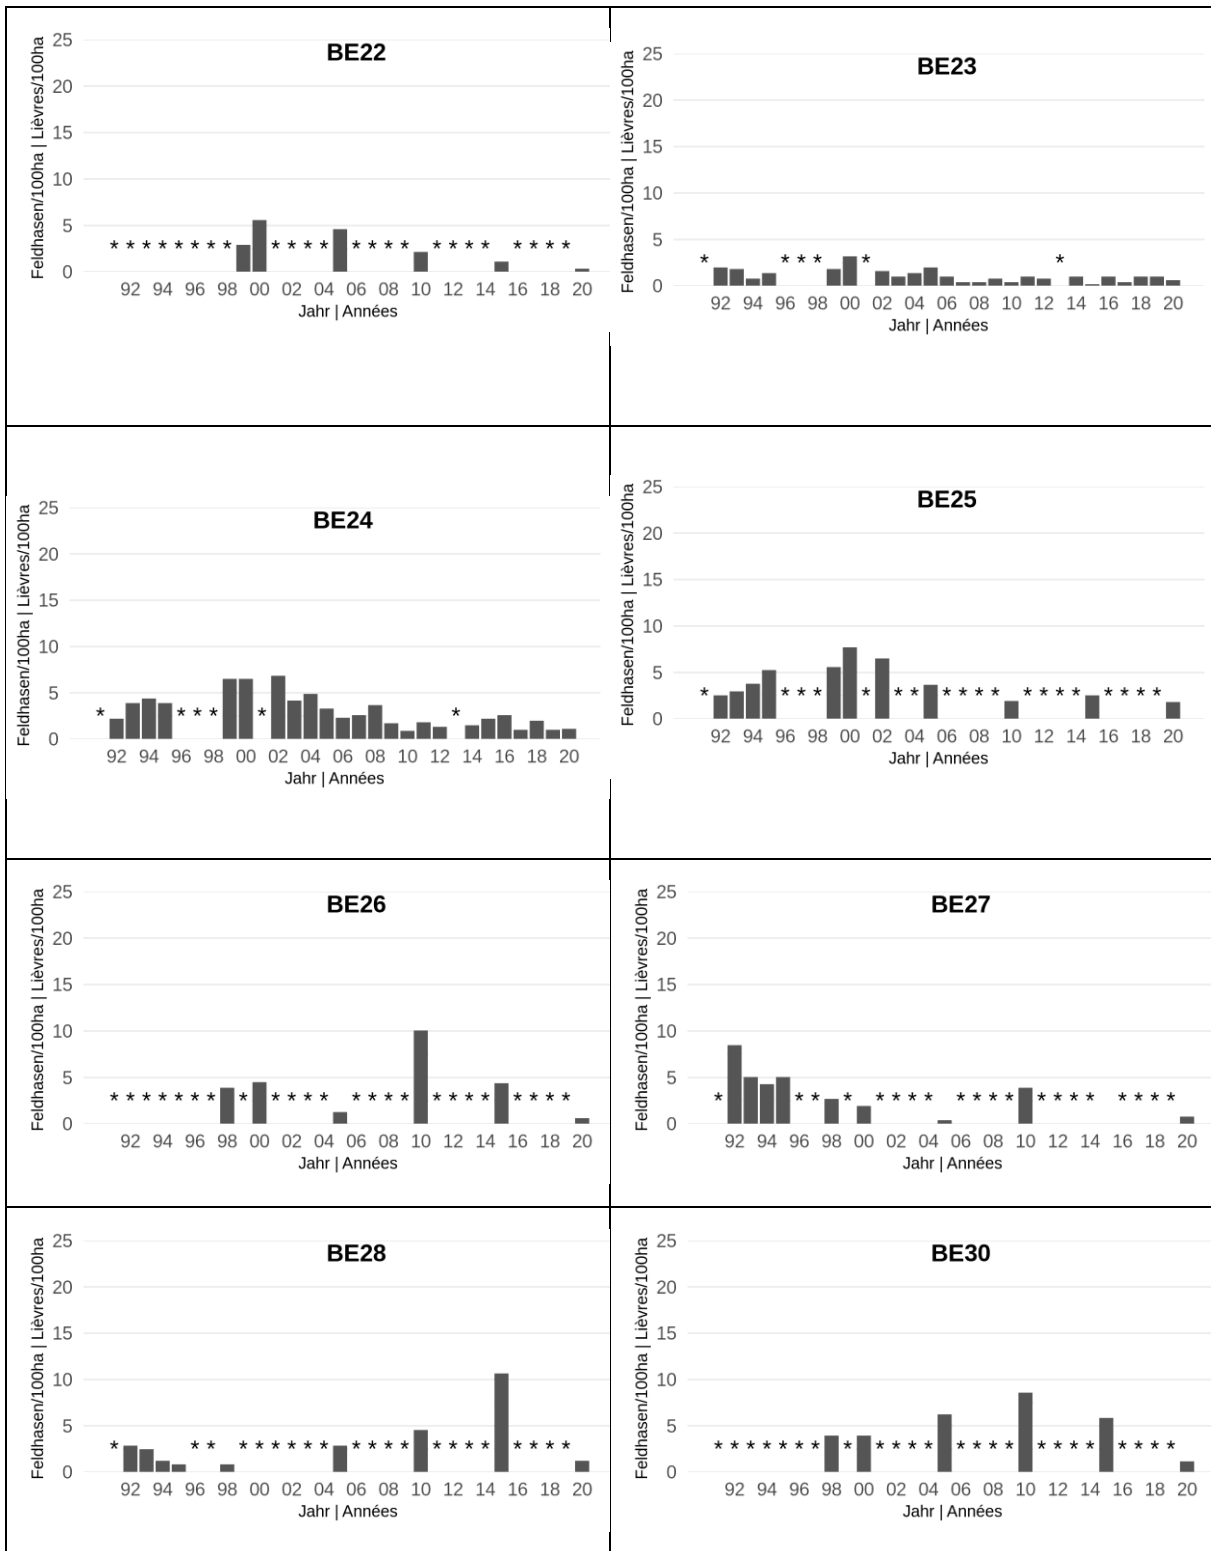 BE22
Feldhasen/100ha | Lièvres/100ha
25
20
15
10
5
0
* * * * * * * * * * * * * * * * * * * * * * * *
92 94 96 98 00 02 04 06 08 10 12 14 16 18 20
Jahr | Années
BE23
Feldhasen/100ha | Lièvres/100ha
25
20
15
10
5
0
* * * * * *
92 94 96 98 00 02 04 06 08 10 12 14 16 18 20
Jahr | Années
BE24
Feldhasen/100ha | Lièvres/100ha
25
20
15
10
5
0
* * * * * *
92 94 96 98 00 02 04 06 08 10 12 14 16 18 20
Jahr | Années
BE25
Feldhasen/100ha | Lièvres/100ha
25
20
15
10
5
0
* * * * * * * * * * * * * * * * * * *
92 94 96 98 00 02 04 06 08 10 12 14 16 18 20
Jahr | Années
BE26
Feldhasen/100ha | Lièvres/100ha
25
20
15
10
5
0
* * * * * * * * * * * * * * * * * * * * * * * *
92 94 96 98 00 02 04 06 08 10 12 14 16 18 20
Jahr | Années
BE27
Feldhasen/100ha | Lièvres/100ha
25
20
15
10
5
0
* * * * * * * * * * * * * * * * * * * *
92 94 96 98 00 02 04 06 08 10 12 14 16 18 20
Jahr | Années
BE28
Feldhasen/100ha | Lièvres/100ha
25
20
15
10
5
0
* * * * * * * * * * * * * * * * * * * * *
92 94 96 98 00 02 04 06 08 10 12 14 16 18 20
Jahr | Années
BE30
Feldhasen/100ha | Lièvres/100ha
25
20
15
10
5
0
* * * * * * * * * * * * * * * * * * * * * * * *
92 94 96 98 00 02 04 06 08 10 12 14 16 18 20
Jahr | Années